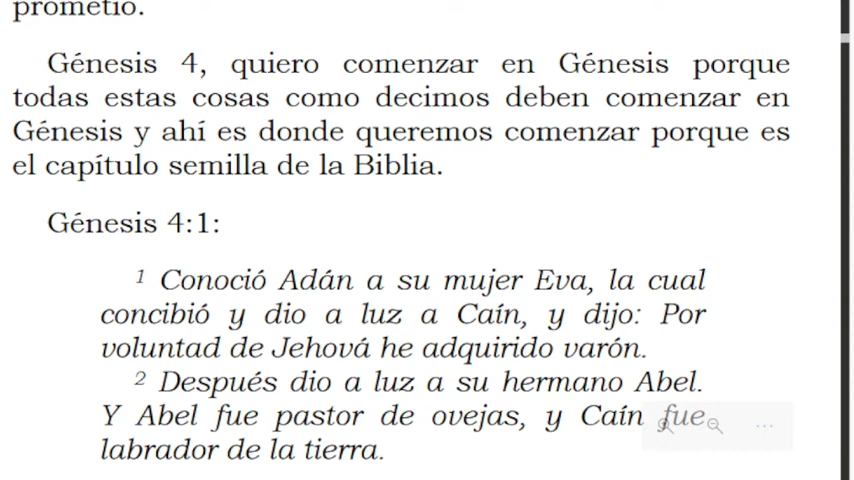 prometió.
Génesis 4, quiero comenzar en Génesis porque
todas estas cosas como decimos deben comenzar en
Génesis y ahí es donde queremos comenzar porque es
el capítulo semilla de la Biblia.
Génesis 4:1:
1 Conoció Adán a su mujer Eva, la cual
concibió y dio a luz a Caín, y dijo: Por
voluntad de Jehová he adquirido varón.
2 Después dio a luz a su hermano Abel.
Y Abel fue pastor de ovejas, y Caín fue
labrador de la tierra.